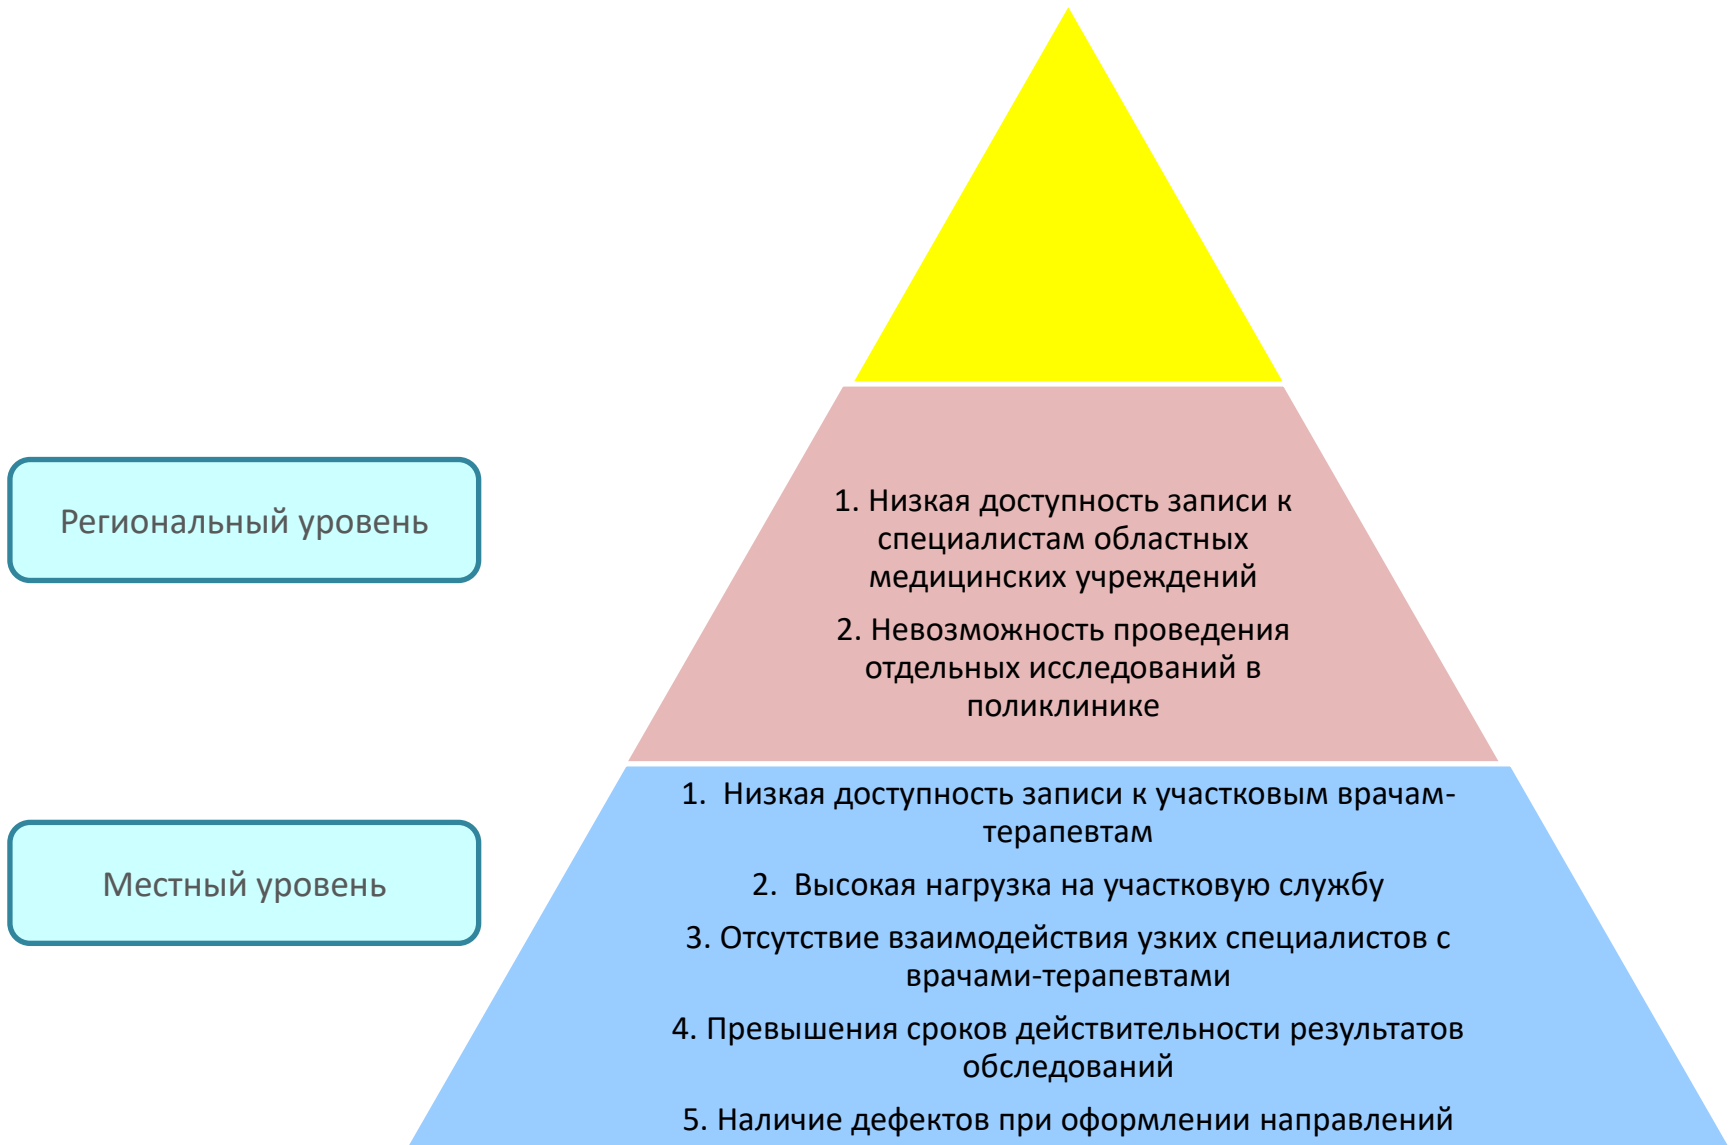 Региональный уровень
1. Низкая доступность записи к
специалистам областных
медицинских учреждений
2. Невозможность проведения
отдельных исследований в
поликлинике
Местный уровень
1. Низкая доступность записи к участковым врачам-
терапевтам
2. Высокая нагрузка на участковую службу
3. Отсутствие взаимодействия узких специалистов с
врачами-терапевтами
4. Превышения сроков действительности результатов
обследований
5. Наличие дефектов при оформлении направлений